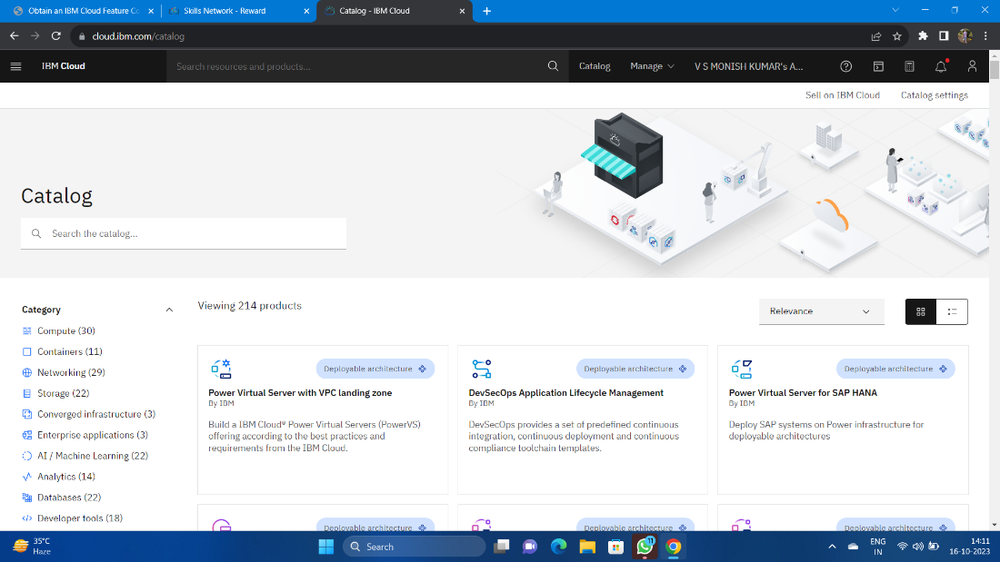 Obtain an IBM Cloud Feature Co
Skills Network - Reward
Catalog - IBM Cloud
cloud.ibm.com/catalog
IBM Cloud
Search resources and products...
Catalog
Manage
V S MONISH KUMAR's A...
Sell on IBM Cloud
Catalog settings
Catalog
Search the catalog...
Category
Compute (30)
Containers (11)
Networking (29)
Storage (22)
Converged infrastructure (3)
Enterprise applications (3)
AI / Machine Learning (22)
Analytics (14)
Databases (22)
Developer tools (18)
Viewing 214 products
Relevance
Deployable architecture
Power Virtual Server with VPC landing zone
By IBM
Build a IBM Cloud® Power Virtual Servers (PowerVS)
offering according to the best practices and
requirements from the IBM Cloud.
Deployable architecture
DevSecOps Application Lifecycle Management
By IBM
DevSecOps provides a set of predefined continuous
integration, continuous deployment and continuous
compliance toolchain templates.
Deployable architecture
Power Virtual Server for SAP HANA
By IBM
Deploy SAP systems on Power infrastructure for
deployable architectures
Deployable architecture
Deployable architecture
Deployable architecture
35°C
Haze
Search
11
ENG
IN
14:11
16-10-2023